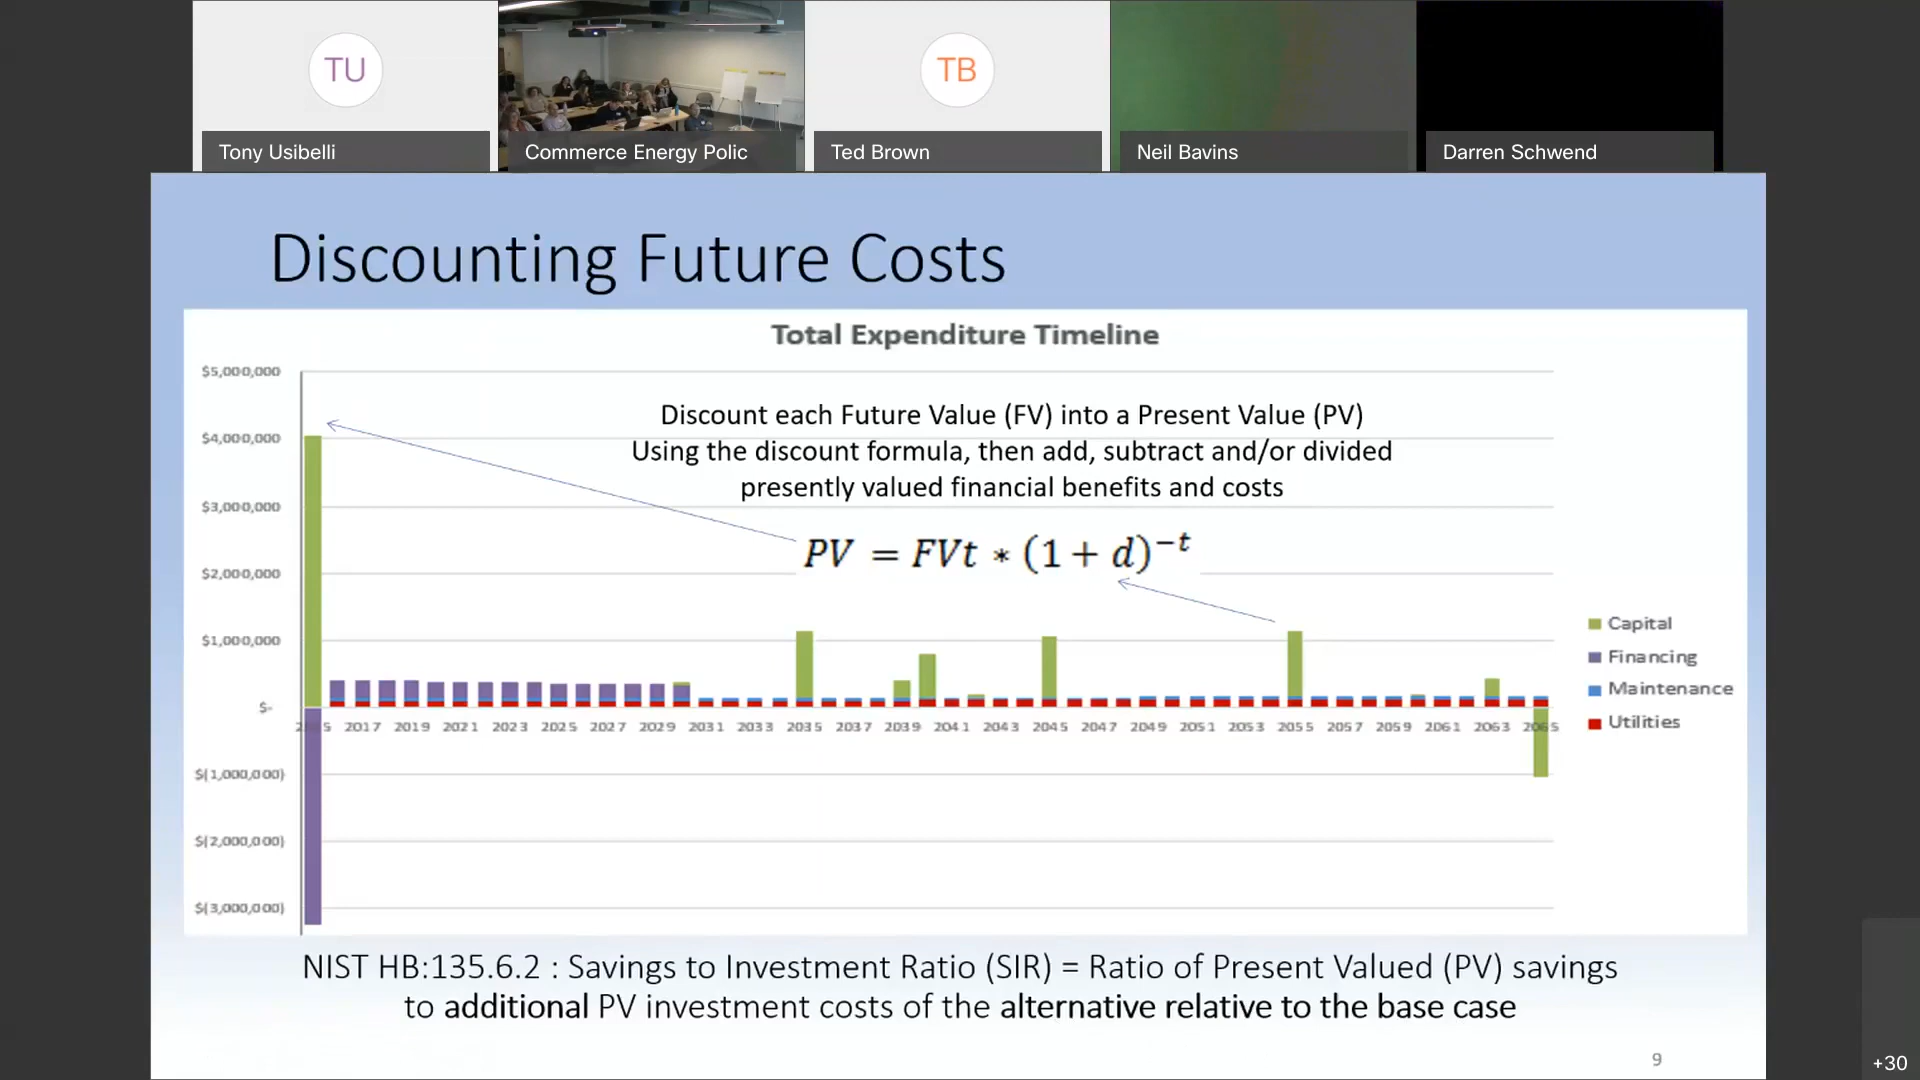 TU
TB
Tony Usibelli
Commerce Energy Polic
Ted Brown
Neil Bavins
Darren Schwend
Discounting Future Costs
Total Expenditure Timeline
$5,000,000
$4,000,000
$3,000,000
$2,000,000
$1,000,000
$-
$(1,000,000)
$(2,000,000)
$(3,000,000)
Discount each Future Value (FV) into a Present Value (PV)
Using the discount formula, then add, subtract and/or divided
presently valued financial benefits and costs
PV = FVt * (1 + d)^−t
2015 2017 2019 2021 2023 2025 2027 2029 2031 2033 2035 2037 2039 2041 2043 2045 2047 2049 2051 2053 2055 2057 2059 2061 2063 2065
Capital
Financing
Maintenance
Utilities
NIST HB:135.6.2 : Savings to Investment Ratio (SIR) = Ratio of Present Valued (PV) savings
to additional PV investment costs of the alternative relative to the base case
9
+30